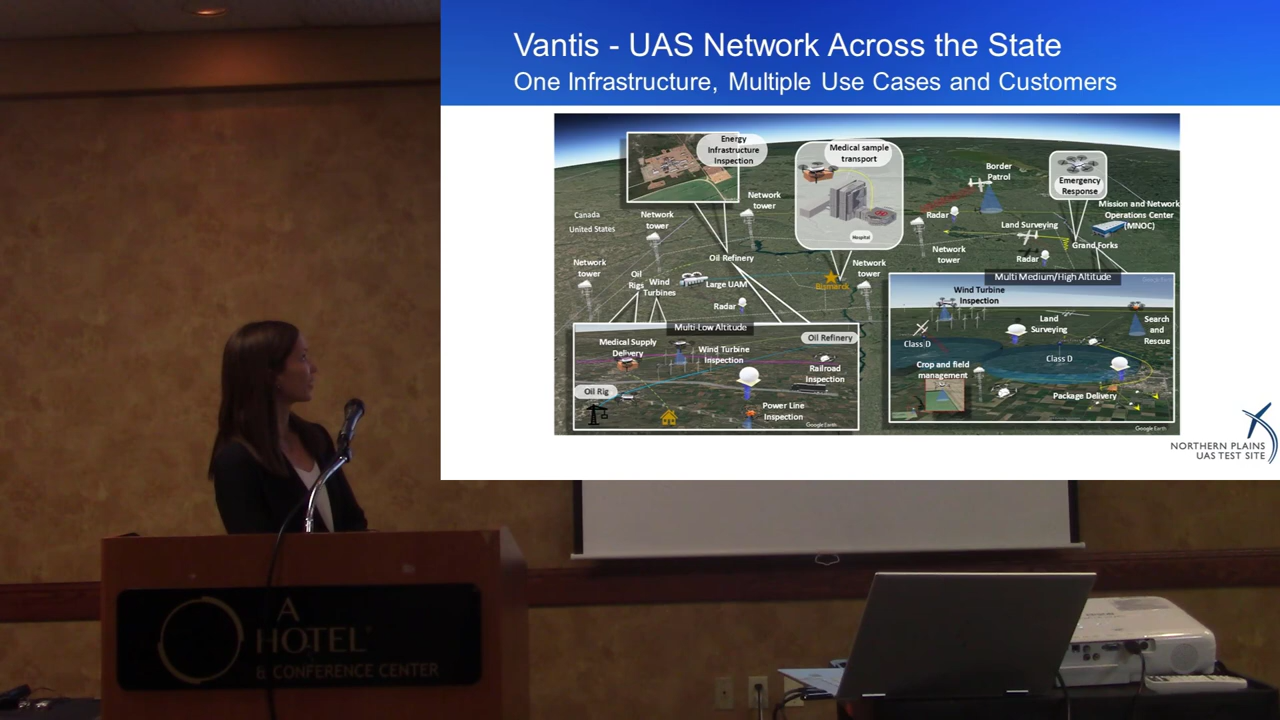 Vantis - UAS Network Across the State
One Infrastructure, Multiple Use Cases and Customers
Energy
Infrastructure
Inspection
Medical sample
transport
Hospital
Border
Patrol
Emergency
Response
Mission and Network
Operations Center
(MNOC)
Canada
United States
Network
tower
Network
tower
Network
tower
Radar
Land Surveying
Grand Forks
Network
tower
Radar
Oil Refinery
Network
tower
Oil
Rigs
Wind
Turbines
Large UAM
Radar
Bismarck
Network
tower
Multi Low Altitude
Medical Supply
Delivery
Wind Turbine
Inspection
Oil Refinery
Railroad
Inspection
Oil Rig
Power Line
Inspection
Google Earth
Multi Medium/High Altitude
Wind Turbine
Inspection
Land
Surveying
Search
and
Rescue
Class D
Class D
Crop and field
management
Package Delivery
Google Earth
NORTHERN PLAINS
UAS TEST SITE
A
HOTEL
& CONFERENCE CENTER